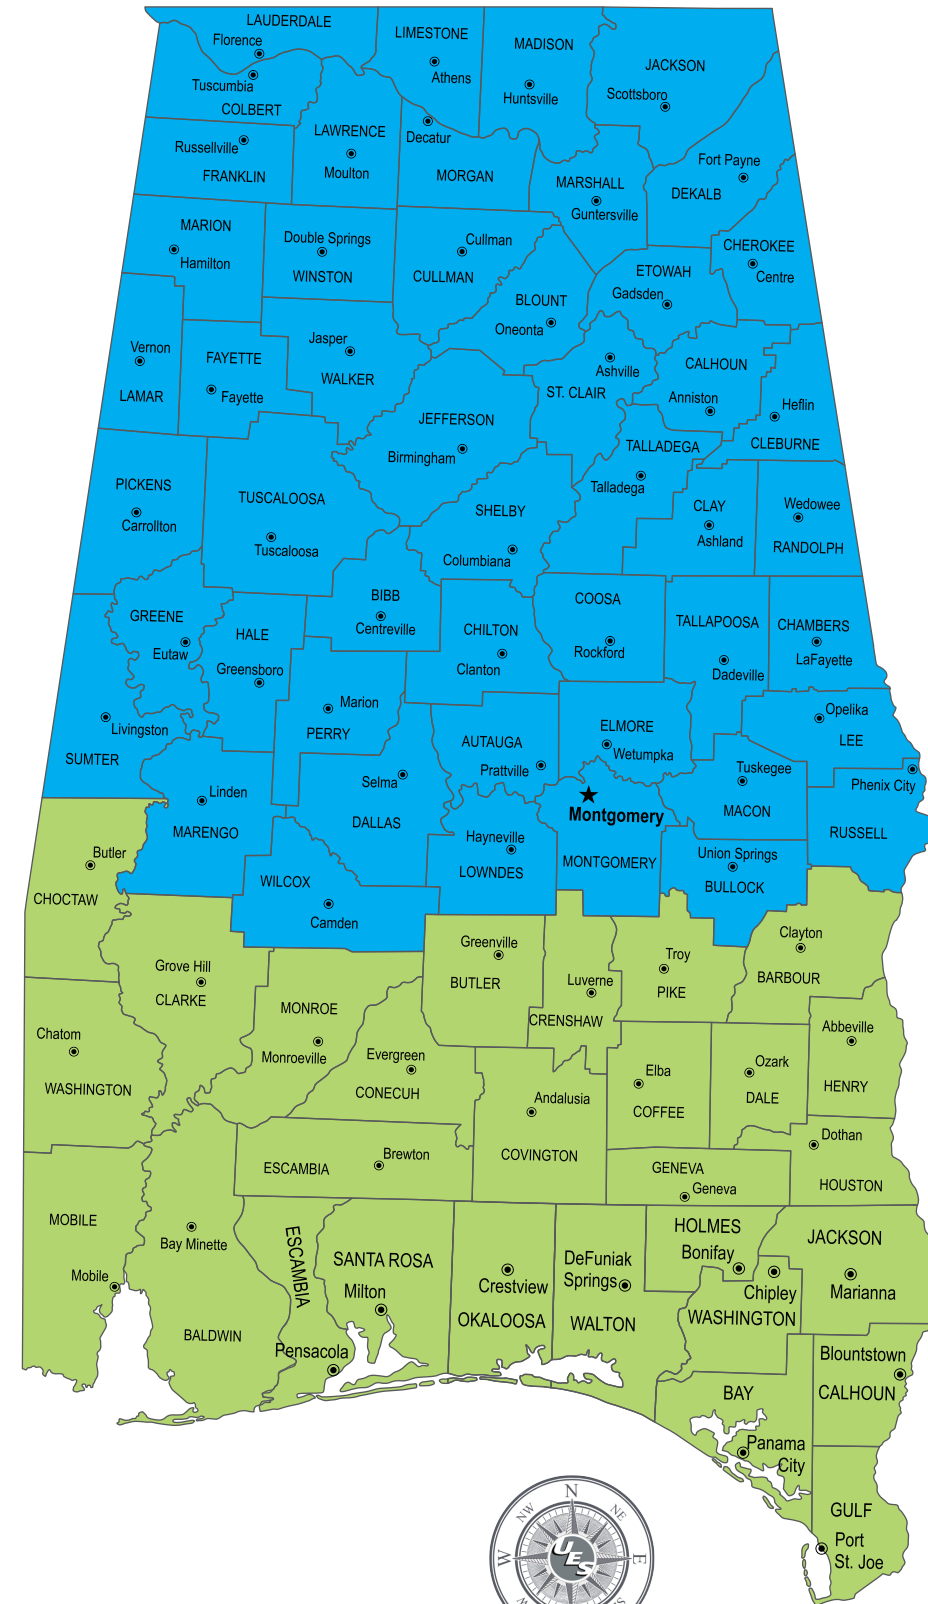 LAUDERDALE
Florence
Tuscumbia
COLBERT
LIMESTONE
Athens
MADISON
Huntsville
JACKSON
Scottsboro
Russellville
FRANKLIN
LAWRENCE
Moulton
Decatur
MORGAN
MARSHALL
Guntersville
Fort Payne
DEKALB
MARION
Hamilton
Double Springs
WINSTON
Cullman
CULLMAN
BLOUNT
Oneonta
ETOWAH
Gadsden
CHEROKEE
Centre
Vernon
LAMAR
FAYETTE
Fayette
Jasper
WALKER
JEFFERSON
Birmingham
Ashville
ST. CLAIR
CALHOUN
Anniston
Heflin
CLEBURNE
PICKENS
Carrollton
TUSCALOOSA
Tuscaloosa
SHELBY
Columbiana
TALLADEGA
Talladega
CLAY
Ashland
Wedowee
RANDOLPH
GREENE
Eutaw
HALE
Greensboro
BIBB
Centreville
CHILTON
Clanton
COOSA
Rockford
TALLAPOOSA
Dadeville
CHAMBERS
LaFayette
Livingston
SUMTER
Marion
PERRY
AUTAUGA
Prattville
ELMORE
Wetumpka
Opelika
LEE
Linden
MARENGO
Selma
DALLAS
Montgomery
MONTGOMERY
Tuskegee
MACON
Phenix City
RUSSELL
Hayneville
LOWNDES
Union Springs
BULLOCK
Butler
CHOCTAW
WILCOX
Camden
Greenville
BUTLER
Luverne
CRENSHAW
Troy
PIKE
Clayton
BARBOUR
Grove Hill
CLARKE
MONROE
Monroeville
Evergreen
CONECUH
Chatom
WASHINGTON
Andalusia
COVINGTON
Elba
COFFEE
Ozark
DALE
Abbeville
HENRY
Dothan
HOUSTON
ESCAMBIA
Brewton
GENEVA
Geneva
MOBILE
Mobile
Bay Minette
BALDWIN
ESCAMBIA
Pensacola
SANTA ROSA
Milton
Crestview
OKALOOSA
DeFuniak
Springs
WALTON
HOLMES
Bonifay
Chipley
WASHINGTON
JACKSON
Marianna
Blountstown
CALHOUN
BAY
Panama
City
GULF
Port
St. Joe
N
NW
NE
W
UES
E